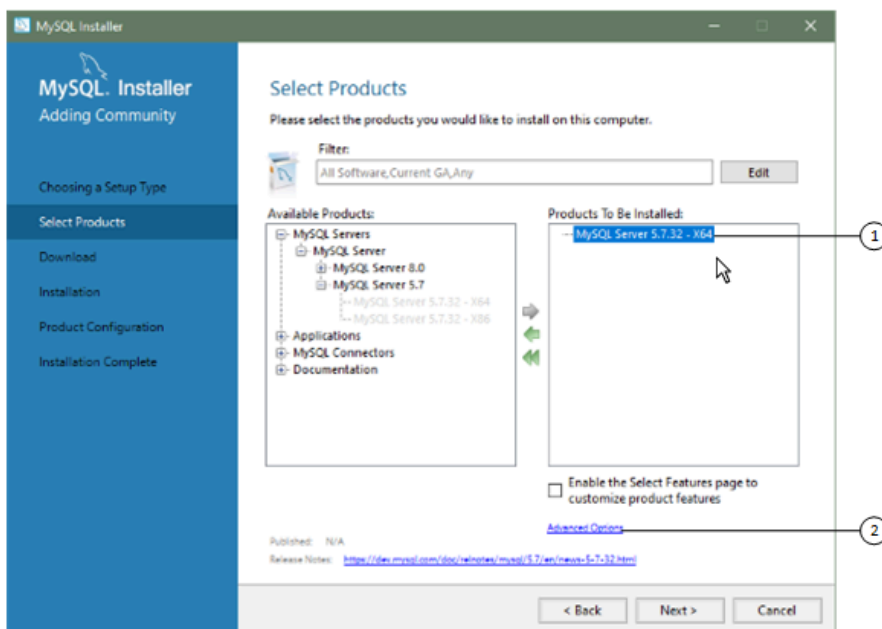 MySQL Installer
MySQL. Installer
Adding Community
Choosing a Setup Type
Select Products
Download
Installation
Product Configuration
Installation Complete
Select Products
Please select the products you would like to install on this computer.
Filter:
All Software,Current GA,Any
Edit
Available Products:
MySQL Servers
MySQL Server
MySQL Server 8.0
MySQL Server 5.7
MySQL Server 5.7.32 - X64
MySQL Server 5.7.32 - X86
Applications
MySQL Connectors
Documentation
Products To Be Installed:
MySQL Server 5.7.32 - X64
1
Enable the Select Features page to
customize product features
Advanced Options
2
Published: N/A
Release Notes: https://dev.mysql.com/doc/relnotes/mysql/5.7/en/news-5-7-32.html
< Back
Next >
Cancel